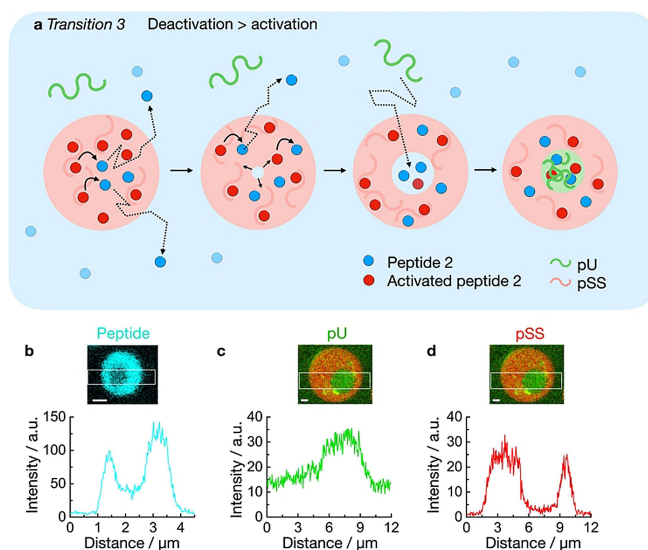 a Transition 3 Deactivation > activation
Peptide 2
Activated peptide 2
pU
pSS
b Peptide
c pU
d pSS
Intensity / a.u.
150
100
50
0
0 1 2 3 4
Distance / µm
Intensity / a.u.
40
30
20
10
0
0 3 6 9 12
Distance / µm
Intensity / a.u.
40
30
20
10
0
0 3 6 9 12
Distance / µm